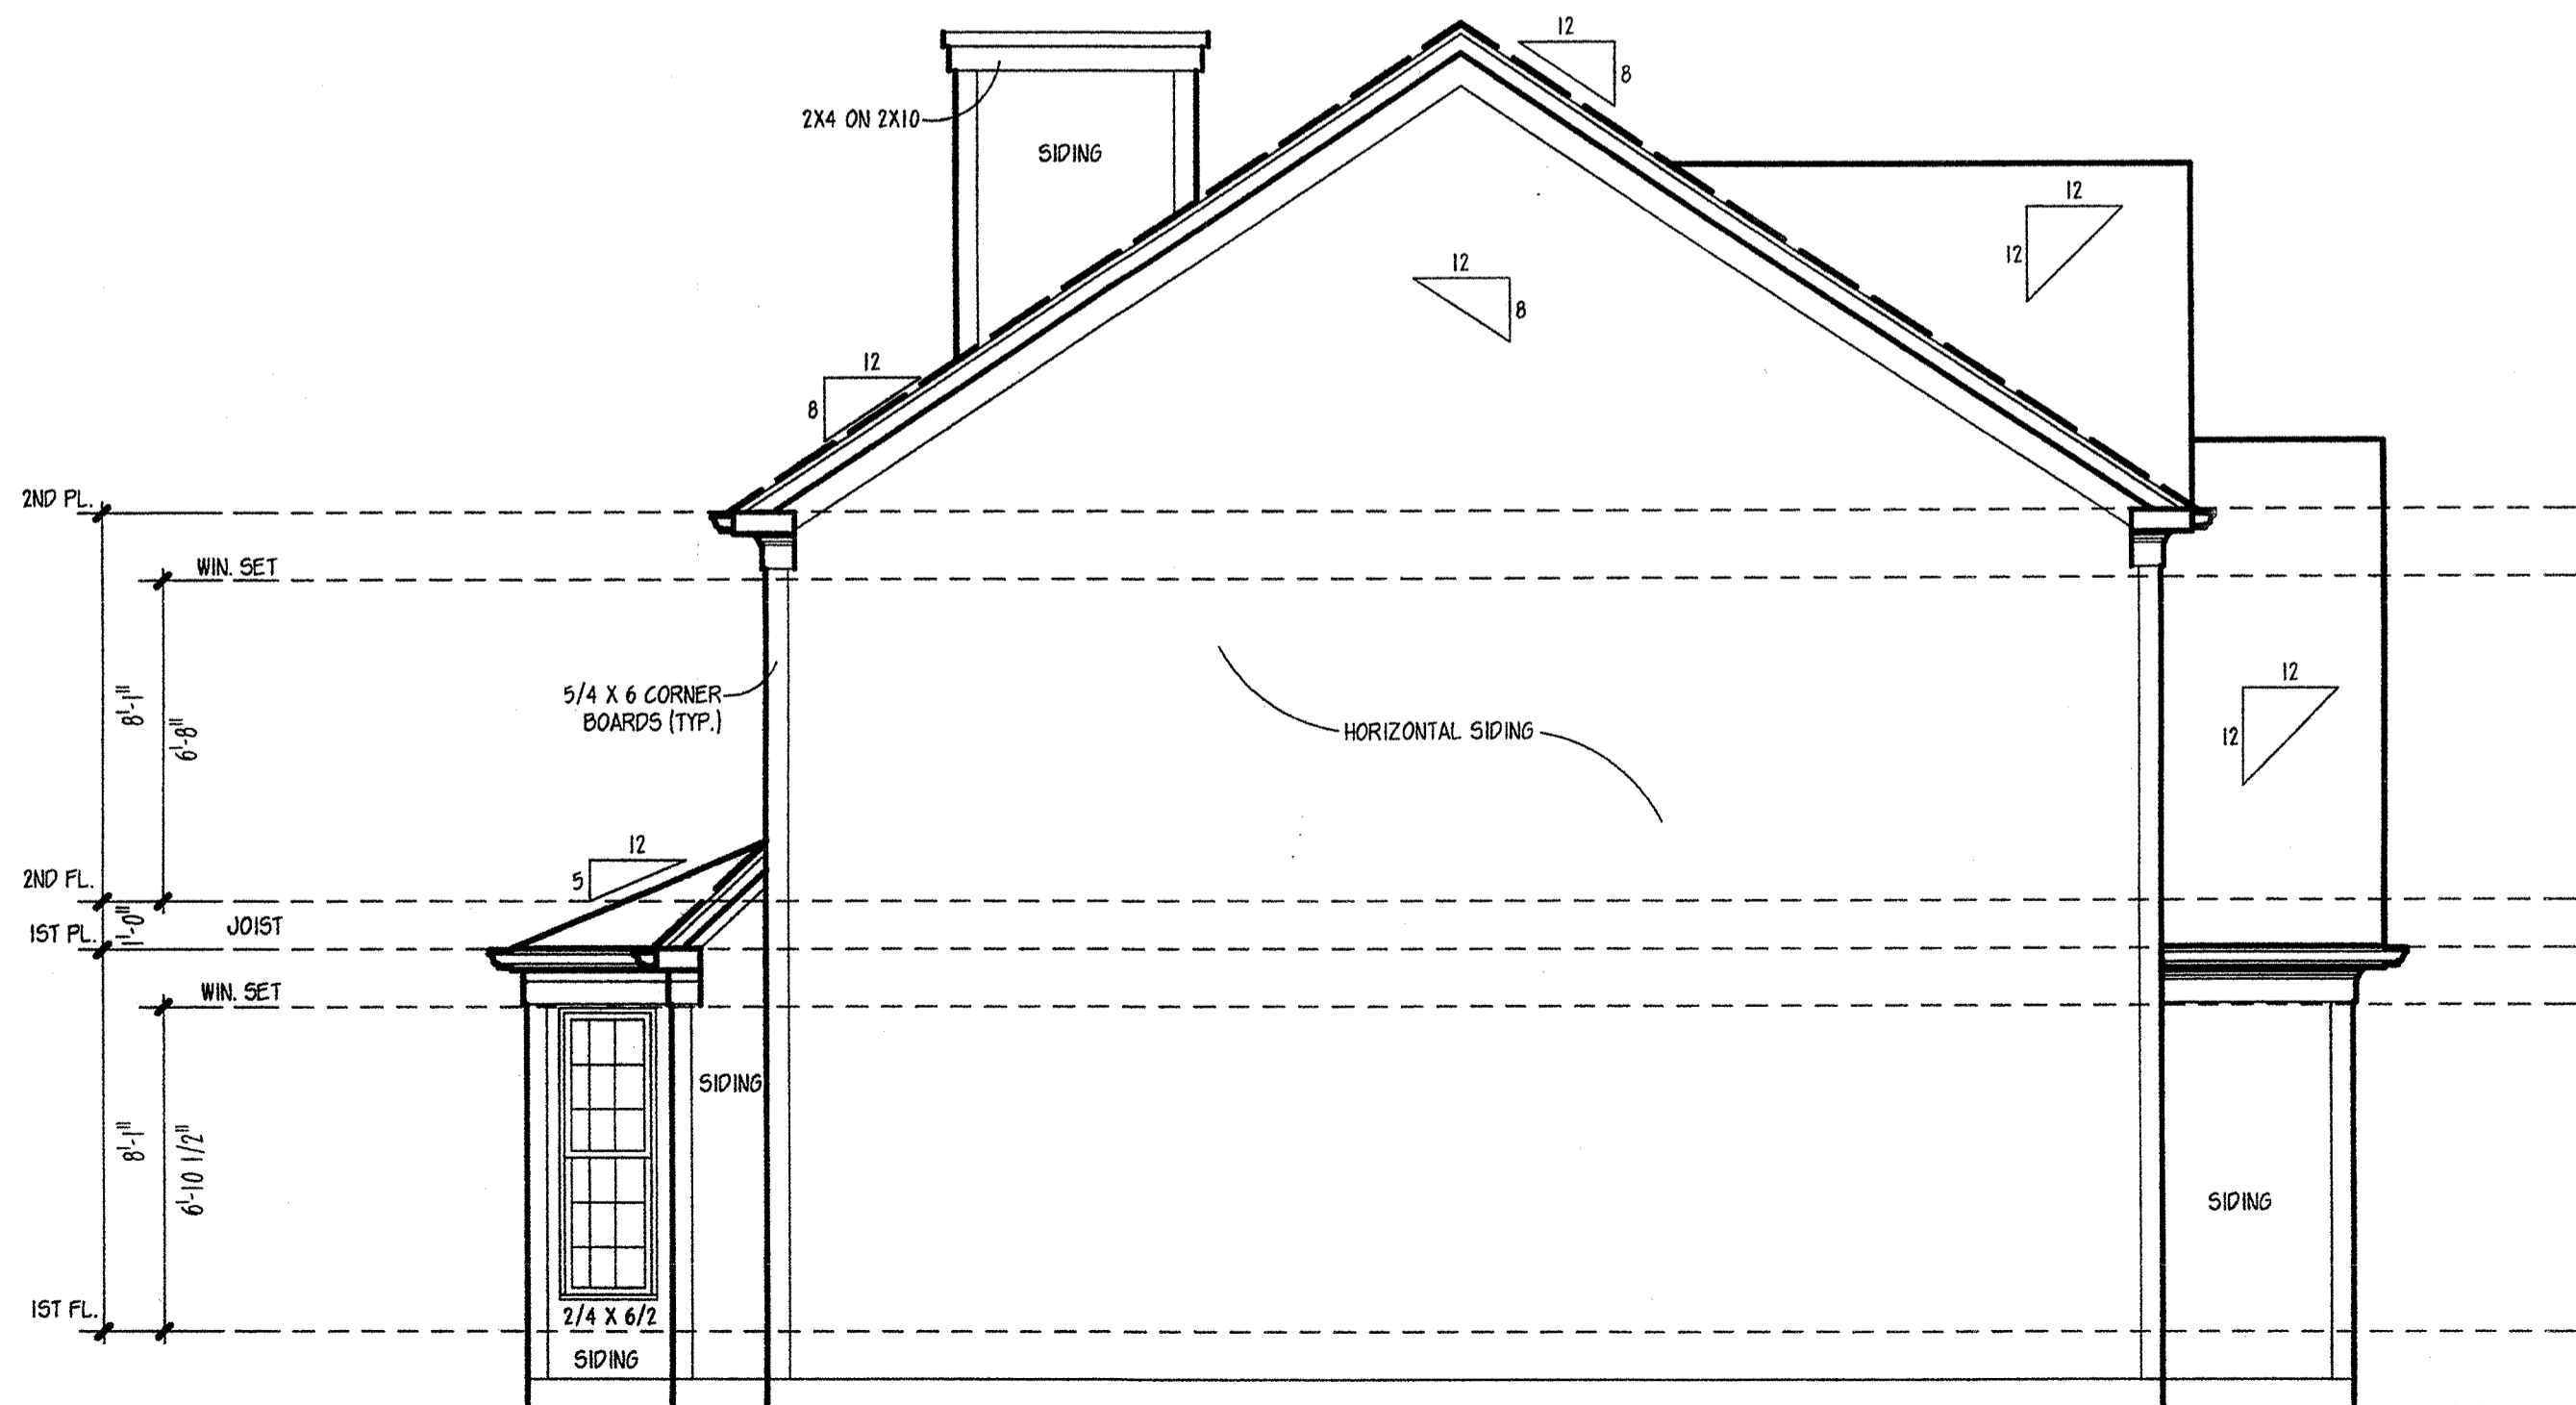 12
8
2X4 ON 2X10
SIDING
12
12
12
8
12
8
2ND PL.
WIN. SET
8'-1"
6'-8"
5/4 X 6 CORNER
BOARDS (TYP.)
HORIZONTAL SIDING
12
12
12
5
2ND FL.
1'-0"
JOIST
1ST PL.
WIN. SET
SIDING
8'-1"
6'-10 1/2"
SIDING
1ST FL.
2/4 X 6/2
SIDING